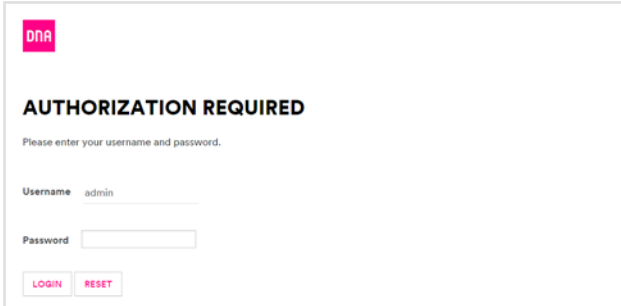 DNA
AUTHORIZATION REQUIRED
Please enter your username and password.
Username admin
Password
LOGIN RESET